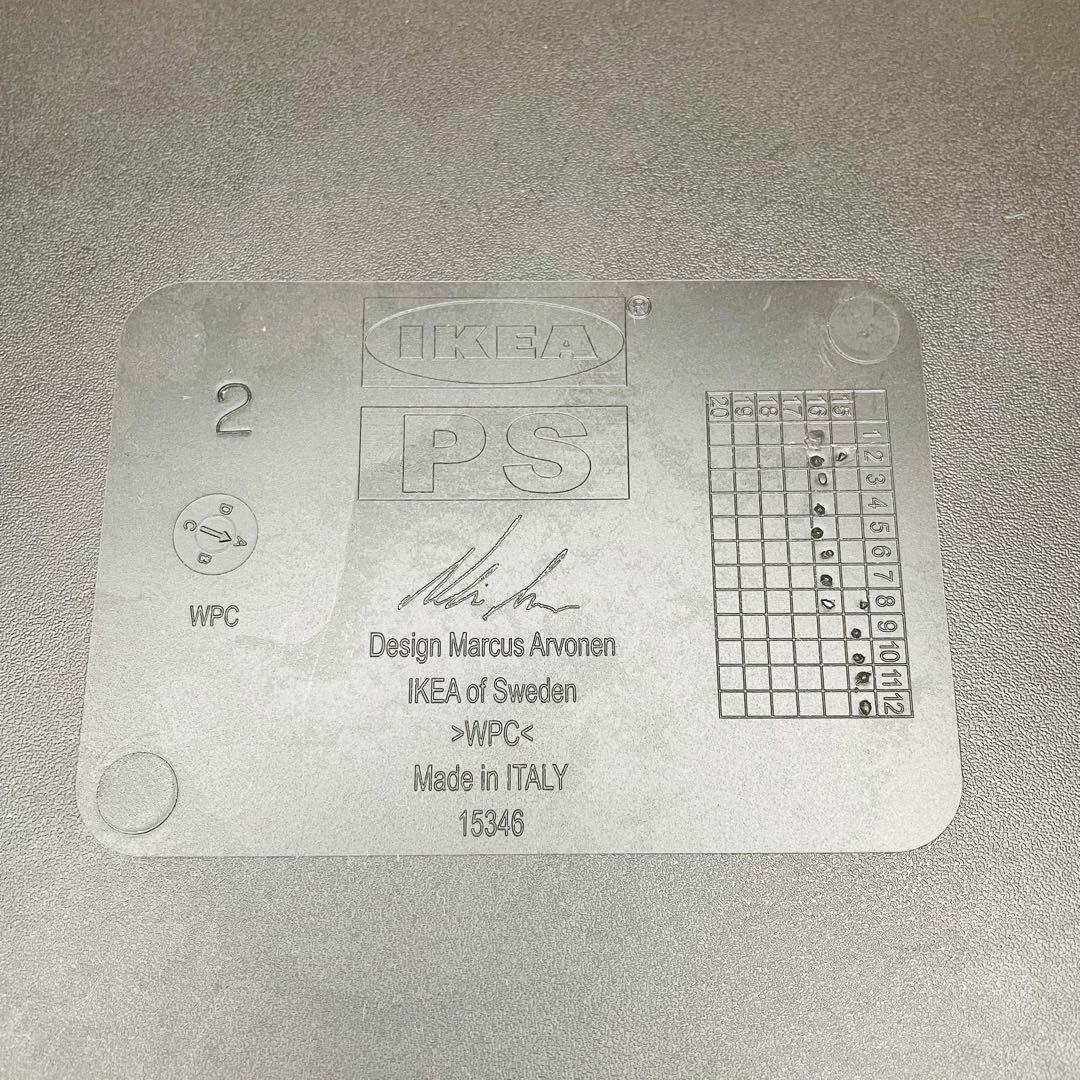 IKEA®
PS
2
A
B
C
D
WPC
Design Marcus Arvonen
IKEA of Sweden
>WPC<
Made in ITALY
15346
20 19 18 17 16 15
1
2
3
4
5
6
7
8
9
10
11
12